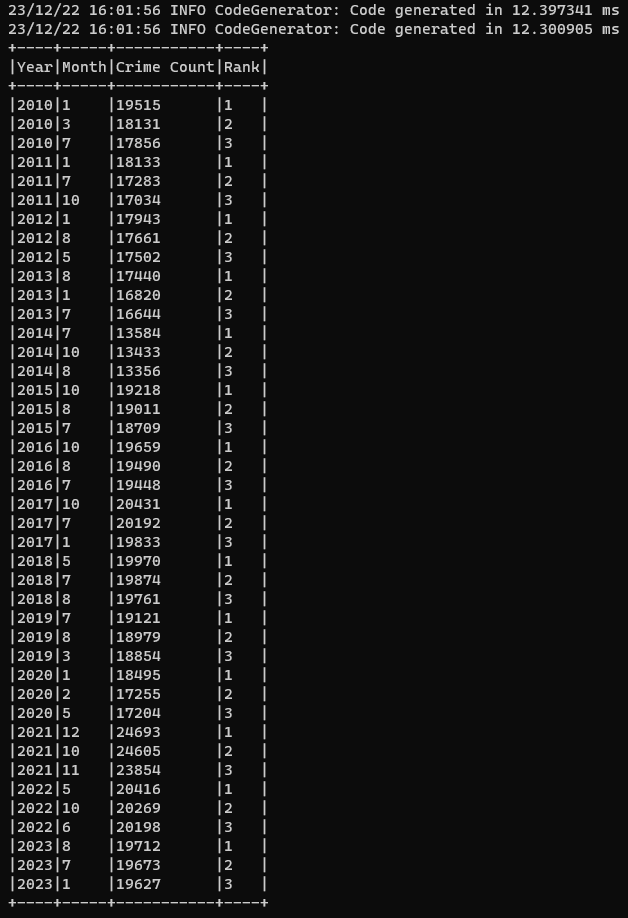 23/12/22 16:01:56 INFO CodeGenerator: Code generated in 12.397341 ms
23/12/22 16:01:56 INFO CodeGenerator: Code generated in 12.300905 ms
+----+-----+-----------+----+
|Year|Month|Crime Count|Rank|
+----+-----+-----------+----+
|2010|1    |19515      |1   |
|2010|3    |18131      |2   |
|2010|7    |17856      |3   |
|2011|1    |18133      |1   |
|2011|7    |17283      |2   |
|2011|10   |17034      |3   |
|2012|1    |17943      |1   |
|2012|8    |17661      |2   |
|2012|5    |17502      |3   |
|2013|8    |17440      |1   |
|2013|1    |16820      |2   |
|2013|7    |16644      |3   |
|2014|7    |13584      |1   |
|2014|10   |13433      |2   |
|2014|8    |13356      |3   |
|2015|10   |19218      |1   |
|2015|8    |19011      |2   |
|2015|7    |18709      |3   |
|2016|10   |19659      |1   |
|2016|8    |19490      |2   |
|2016|7    |19448      |3   |
|2017|10   |20431      |1   |
|2017|7    |20192      |2   |
|2017|1    |19833      |3   |
|2018|5    |19970      |1   |
|2018|7    |19874      |2   |
|2018|8    |19761      |3   |
|2019|7    |19121      |1   |
|2019|8    |18979      |2   |
|2019|3    |18854      |3   |
|2020|1    |18495      |1   |
|2020|2    |17255      |2   |
|2020|5    |17204      |3   |
|2021|12   |24693      |1   |
|2021|10   |24605      |2   |
|2021|11   |23854      |3   |
|2022|5    |20416      |1   |
|2022|10   |20269      |2   |
|2022|6    |20198      |3   |
|2023|8    |19712      |1   |
|2023|7    |19673      |2   |
|2023|1    |19627      |3   |
+----+-----+-----------+----+